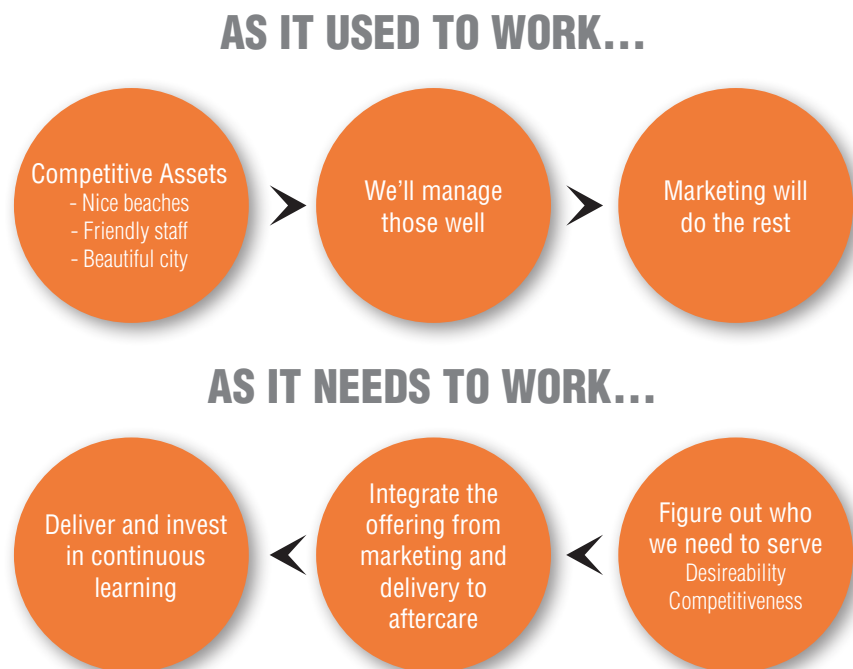 AS IT USED TO WORK...
Competitive Assets
- Nice beaches
- Friendly staff
- Beautiful city
We'll manage
those well
Marketing will
do the rest
AS IT NEEDS TO WORK...
Deliver and invest
in continuous
learning
Integrate the
offering from
marketing and
delivery to
aftercare
Figure out who
we need to serve
Desireability
Competitiveness